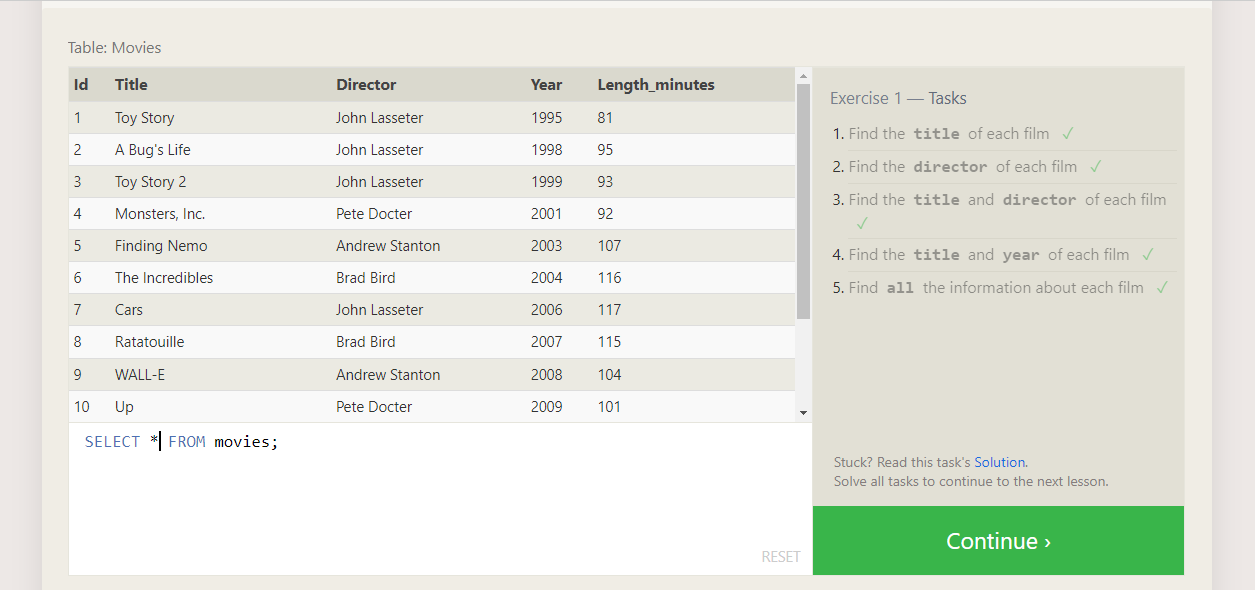 Table: Movies
Id Title Director Year Length_minutes
1 Toy Story John Lasseter 1995 81
2 A Bug's Life John Lasseter 1998 95
3 Toy Story 2 John Lasseter 1999 93
4 Monsters, Inc. Pete Docter 2001 92
5 Finding Nemo Andrew Stanton 2003 107
6 The Incredibles Brad Bird 2004 116
7 Cars John Lasseter 2006 117
8 Ratatouille Brad Bird 2007 115
9 WALL-E Andrew Stanton 2008 104
10 Up Pete Docter 2009 101
SELECT * FROM movies;
RESET
Exercise 1 — Tasks
1. Find the title of each film ✓
2. Find the director of each film ✓
3. Find the title and director of each film
✓
4. Find the title and year of each film ✓
5. Find all the information about each film ✓
Stuck? Read this task's Solution.
Solve all tasks to continue to the next lesson.
Continue ›